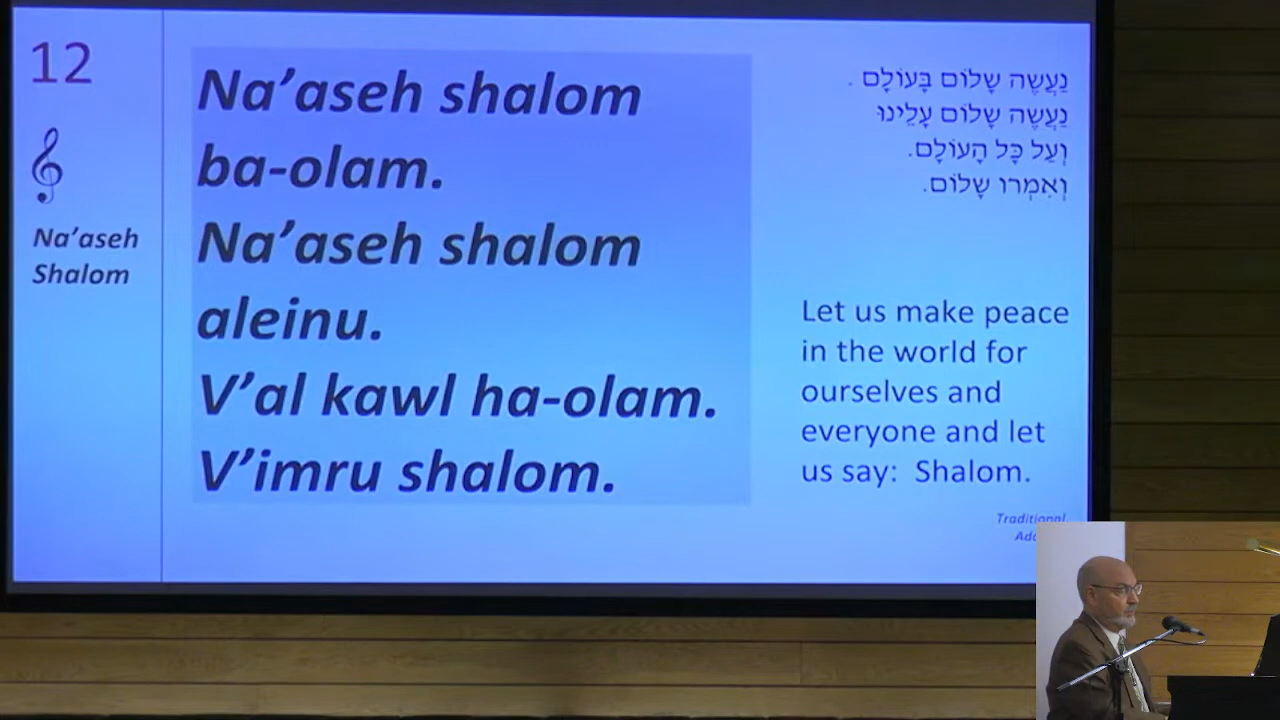 12
Na’aseh
Shalom
Na’aseh shalom
ba-olam.
Na’aseh shalom
aleinu.
V’al kawl ha-olam.
V’imru shalom.
נַעֲשֶׂה שָׁלוֹם בָּעוֹלָם .
נַעֲשֶׂה שָׁלוֹם עָלֵינוּ
וְעַל כָּל הָעוֹלָם.
וְאִמְרוּ שָׁלוֹם.
Let us make peace
in the world for
ourselves and
everyone and let
us say:  Shalom.
Traditional